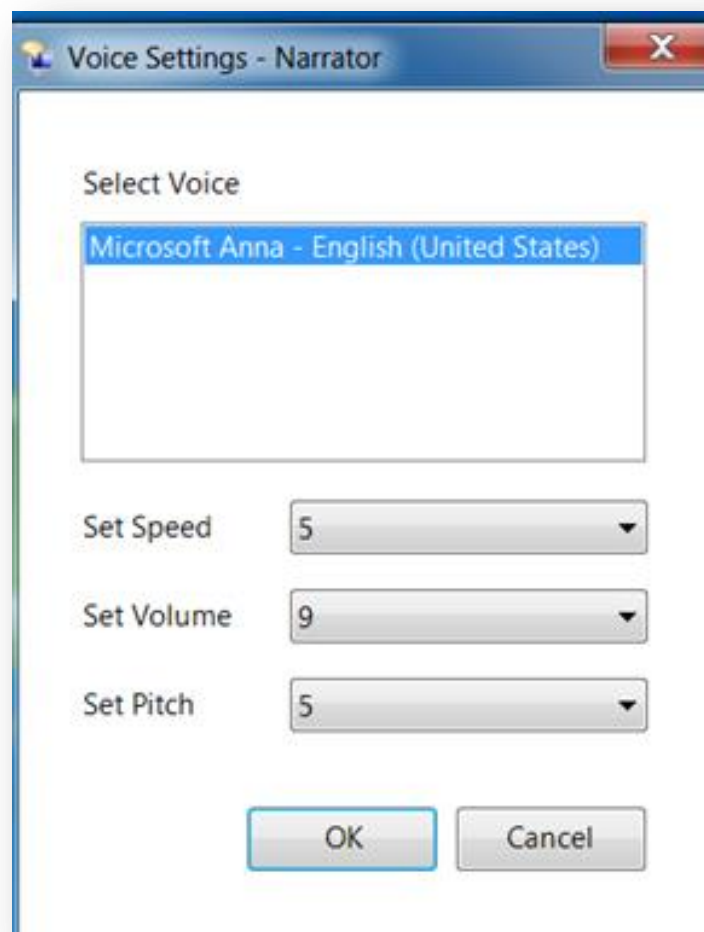 Voice Settings - Narrator
Select Voice
Microsoft Anna - English (United States)
Set Speed 5
Set Volume 9
Set Pitch 5
OK Cancel